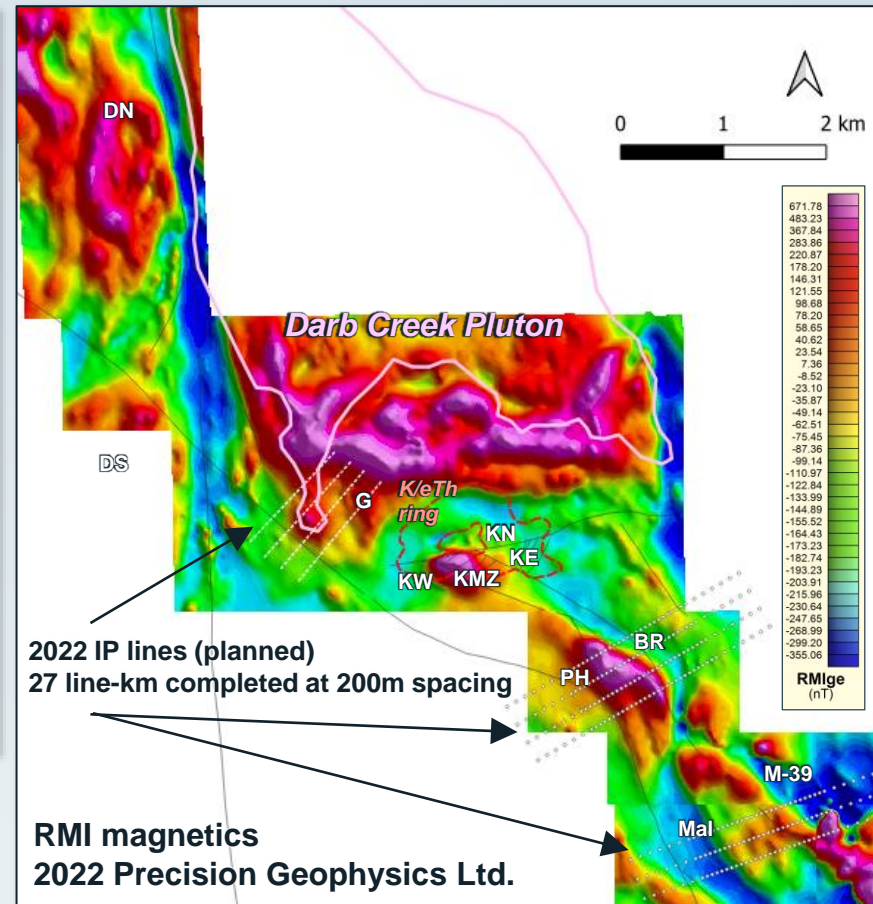 DN
0 1 2 km
671.78
483.23
367.84
283.86
220.87
178.20
146.31
121.55
98.68
78.20
58.65
40.62
23.54
7.36
-8.52
-23.10
-35.87
-49.14
-62.51
-75.45
-87.36
-99.14
-110.97
-122.84
-133.99
-144.89
-155.52
-164.43
-173.23
-182.74
-193.23
-203.91
-215.96
-230.64
-247.65
-268.99
-299.20
-355.06
RMIge
(nT)
Darb Creek Pluton
DS
G
K/eTh
ring
KN
KE
KW
KMZ
2022 IP lines (planned)
27 line-km completed at 200m spacing
BR
PH
M-39
Mal
RMI magnetics
2022 Precision Geophysics Ltd.